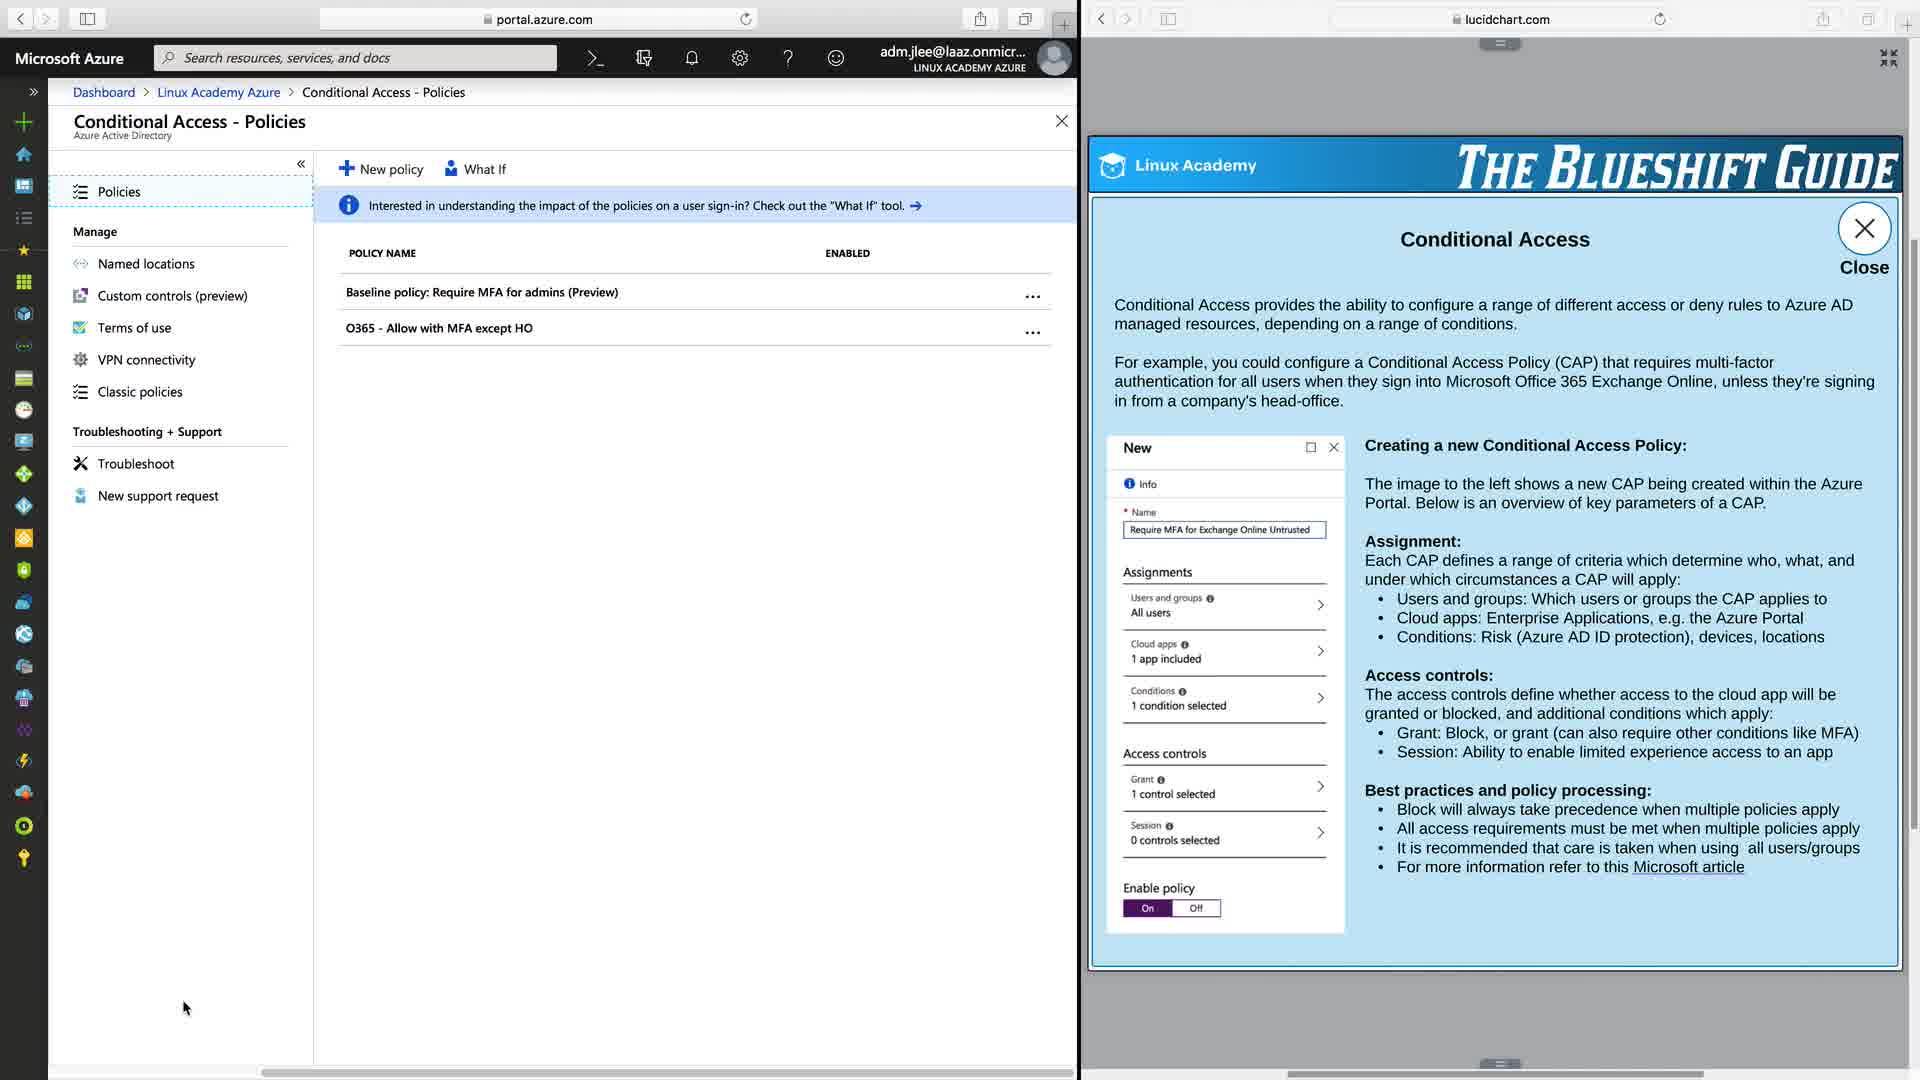 portal.azure.com
Microsoft Azure
Search resources, services, and docs
adm.jlee@laaz.onmicr...
LINUX ACADEMY AZURE
Dashboard > Linux Academy Azure > Conditional Access - Policies
Conditional Access - Policies
Azure Active Directory
Policies
Manage
Named locations
Custom controls (preview)
Terms of use
VPN connectivity
Classic policies
Troubleshooting + Support
Troubleshoot
New support request
New policy
What If
Interested in understanding the impact of the policies on a user sign-in? Check out the "What If" tool.
POLICY NAME ENABLED
Baseline policy: Require MFA for admins (Preview)
O365 - Allow with MFA except HO
lucidchart.com
Linux Academy
THE BLUESHIFT GUIDE
Conditional Access
Close
Conditional Access provides the ability to configure a range of different access or deny rules to Azure AD
managed resources, depending on a range of conditions.
For example, you could configure a Conditional Access Policy (CAP) that requires multi-factor
authentication for all users when they sign into Microsoft Office 365 Exchange Online, unless they're signing
in from a company's head-office.
New
Info
* Name
Require MFA for Exchange Online Untrusted
Assignments
Users and groups
All users
Cloud apps
1 app included
Conditions
1 condition selected
Access controls
Grant
1 control selected
Session
0 controls selected
Enable policy
On Off
Creating a new Conditional Access Policy:
The image to the left shows a new CAP being created within the Azure
Portal. Below is an overview of key parameters of a CAP.
Assignment:
Each CAP defines a range of criteria which determine who, what, and
under which circumstances a CAP will apply:
• Users and groups: Which users or groups the CAP applies to
• Cloud apps: Enterprise Applications, e.g. the Azure Portal
• Conditions: Risk (Azure AD ID protection), devices, locations
Access controls:
The access controls define whether access to the cloud app will be
granted or blocked, and additional conditions which apply:
• Grant: Block, or grant (can also require other conditions like MFA)
• Session: Ability to enable limited experience access to an app
Best practices and policy processing:
• Block will always take precedence when multiple policies apply
• All access requirements must be met when multiple policies apply
• It is recommended that care is taken when using  all users/groups
• For more information refer to this Microsoft article